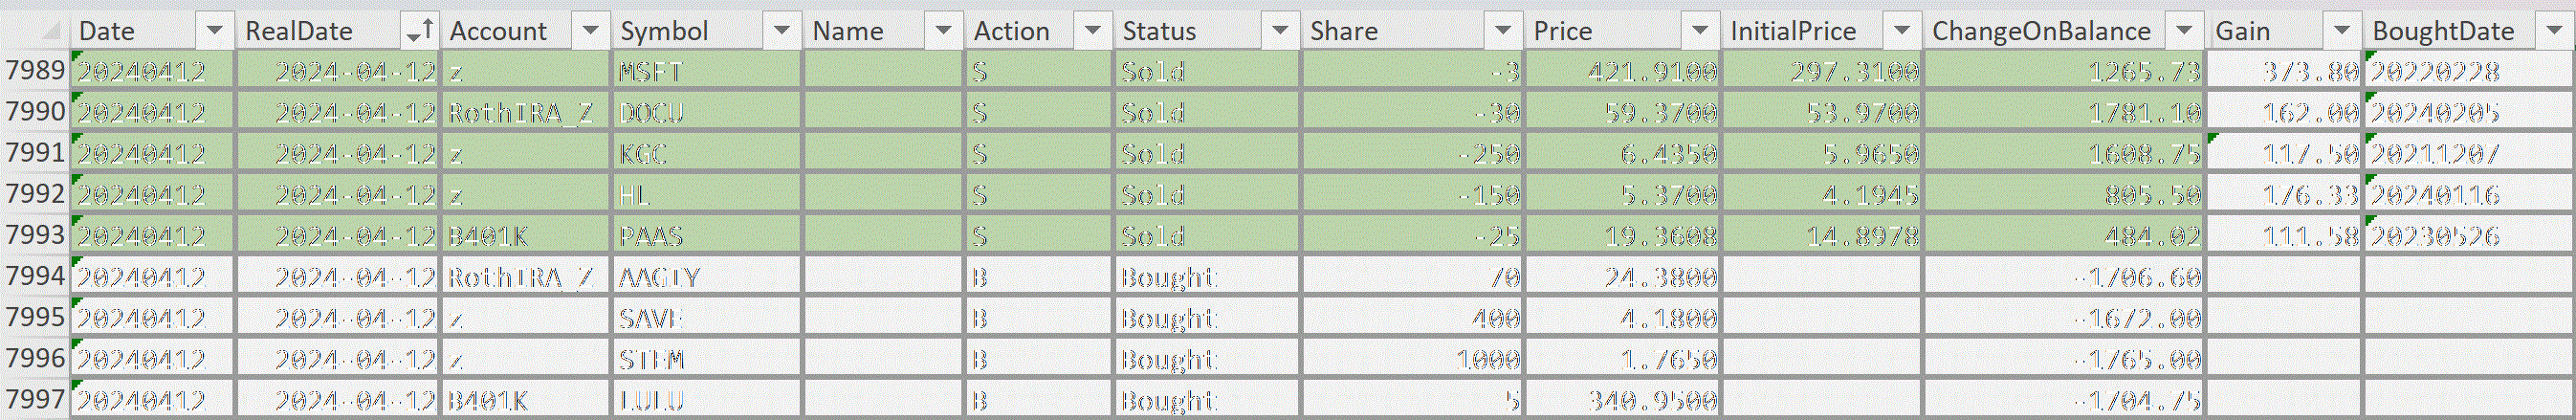 Date RealDate Account Symbol Name Action Status Share Price InitialPrice ChangeOnBalance Gain BoughtDate
7989 20240412 2024-04-12 z MSFT S Sold -3 421.9100 297.3100 1265.73 373.80 20220228
7990 20240412 2024-04-12 RothIRA_Z DOCU S Sold -30 59.3700 53.9700 1781.10 162.00 20240205
7991 20240412 2024-04-12 z KGC S Sold -250 6.4350 5.9650 1608.75 117.50 20211207
7992 20240412 2024-04-12 z HL S Sold -150 5.3700 4.1945 805.50 176.33 20240116
7993 20240412 2024-04-12 B401K PAAS S Sold -25 19.3608 14.8978 484.02 111.58 20230526
7994 20240412 2024-04-12 RothIRA_Z AAGIY B Bought 70 24.3800 -1706.60
7995 20240412 2024-04-12 z SAVE B Bought 400 4.1800 -1672.00
7996 20240412 2024-04-12 z STEM B Bought 1000 1.7650 -1765.00
7997 20240412 2024-04-12 B401K LULU B Bought 5 340.9500 -1704.75